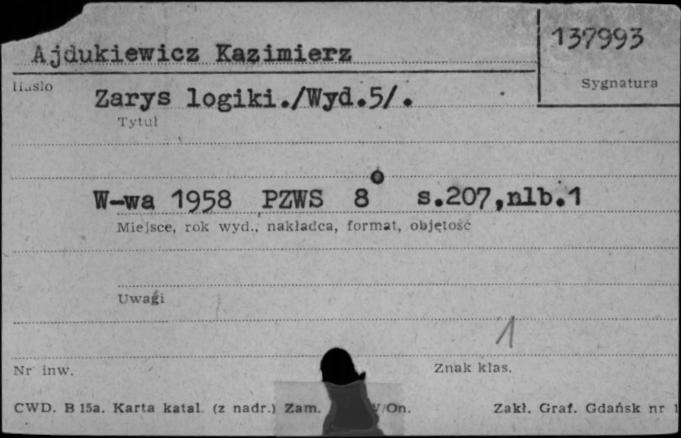 Ajdukiewicz Kazimierz
137993
Hasło
Sygnatura
Zarys logiki./Wyd.5/.
Tytuł
W-wa 1958 PZWS 8° s.207,nlb.1
Miejsce, rok wyd., nakładca, format, objętość
Uwagi
1
Nr inw.
Znak klas.
CWD. B 15a. Karta katal. (z nadr.) Zam. V/On.
Zakł. Graf. Gdańsk nr 1